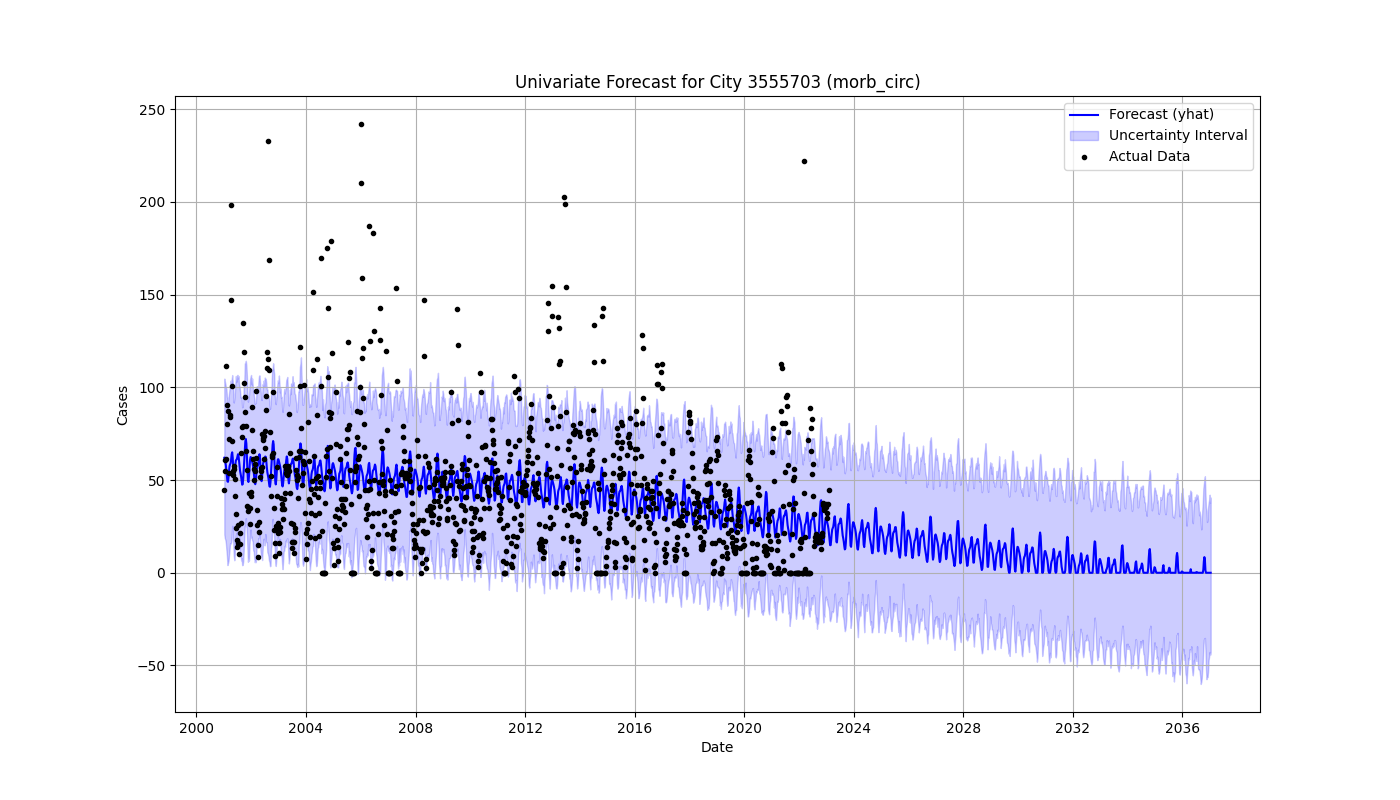 Univariate Forecast for City 3555703 (morb_circ)
Forecast (yhat)
Uncertainty Interval
Actual Data
250
200
150
100
50
0
−50
Cases
2000 2004 2008 2012 2016 2020 2024 2028 2032 2036
Date